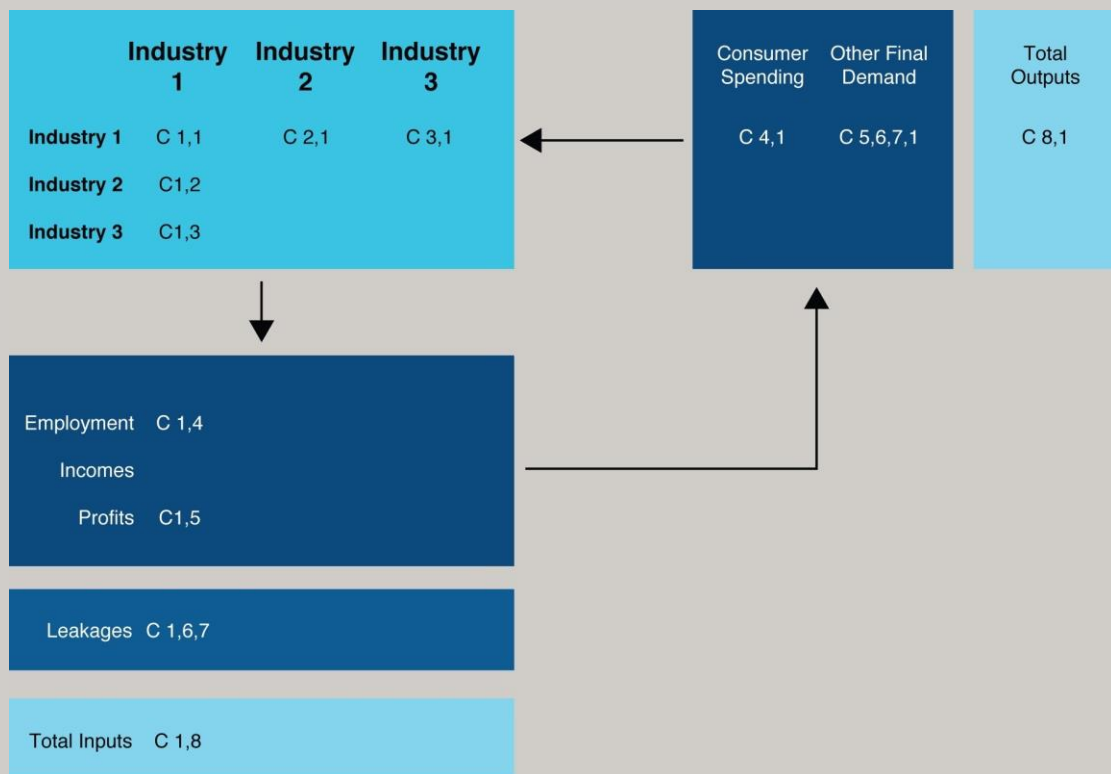 Industry 1 Industry 2 Industry 3
Consumer Spending Other Final Demand
Total Outputs
Industry 1 C 1,1 C 2,1 C 3,1 C 4,1 C 5,6,7,1 C 8,1
Industry 2 C1,2
Industry 3 C1,3
Employment C 1,4
Incomes
Profits C1,5
Leakages C 1,6,7
Total Inputs C 1,8